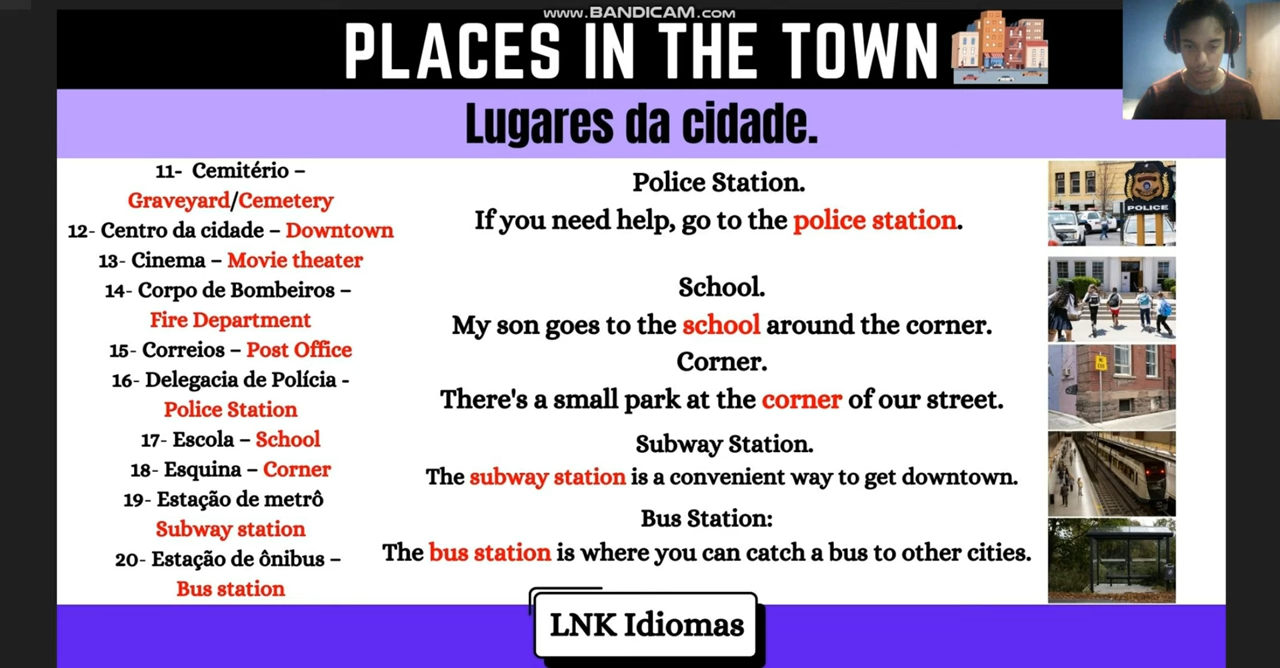 www.BANDICAM.com
PLACES IN THE TOWN
Lugares da cidade.
11- Cemitério –
Graveyard/Cemetery
12- Centro da cidade – Downtown
13- Cinema – Movie theater
14- Corpo de Bombeiros –
Fire Department
15- Correios – Post Office
16- Delegacia de Polícia -
Police Station
17- Escola – School
18- Esquina – Corner
19- Estação de metrô
Subway station
20- Estação de ônibus –
Bus station
Police Station.
If you need help, go to the police station.
School.
My son goes to the school around the corner.
Corner.
There's a small park at the corner of our street.
Subway Station.
The subway station is a convenient way to get downtown.
Bus Station:
The bus station is where you can catch a bus to other cities.
POLICE
LNK Idiomas